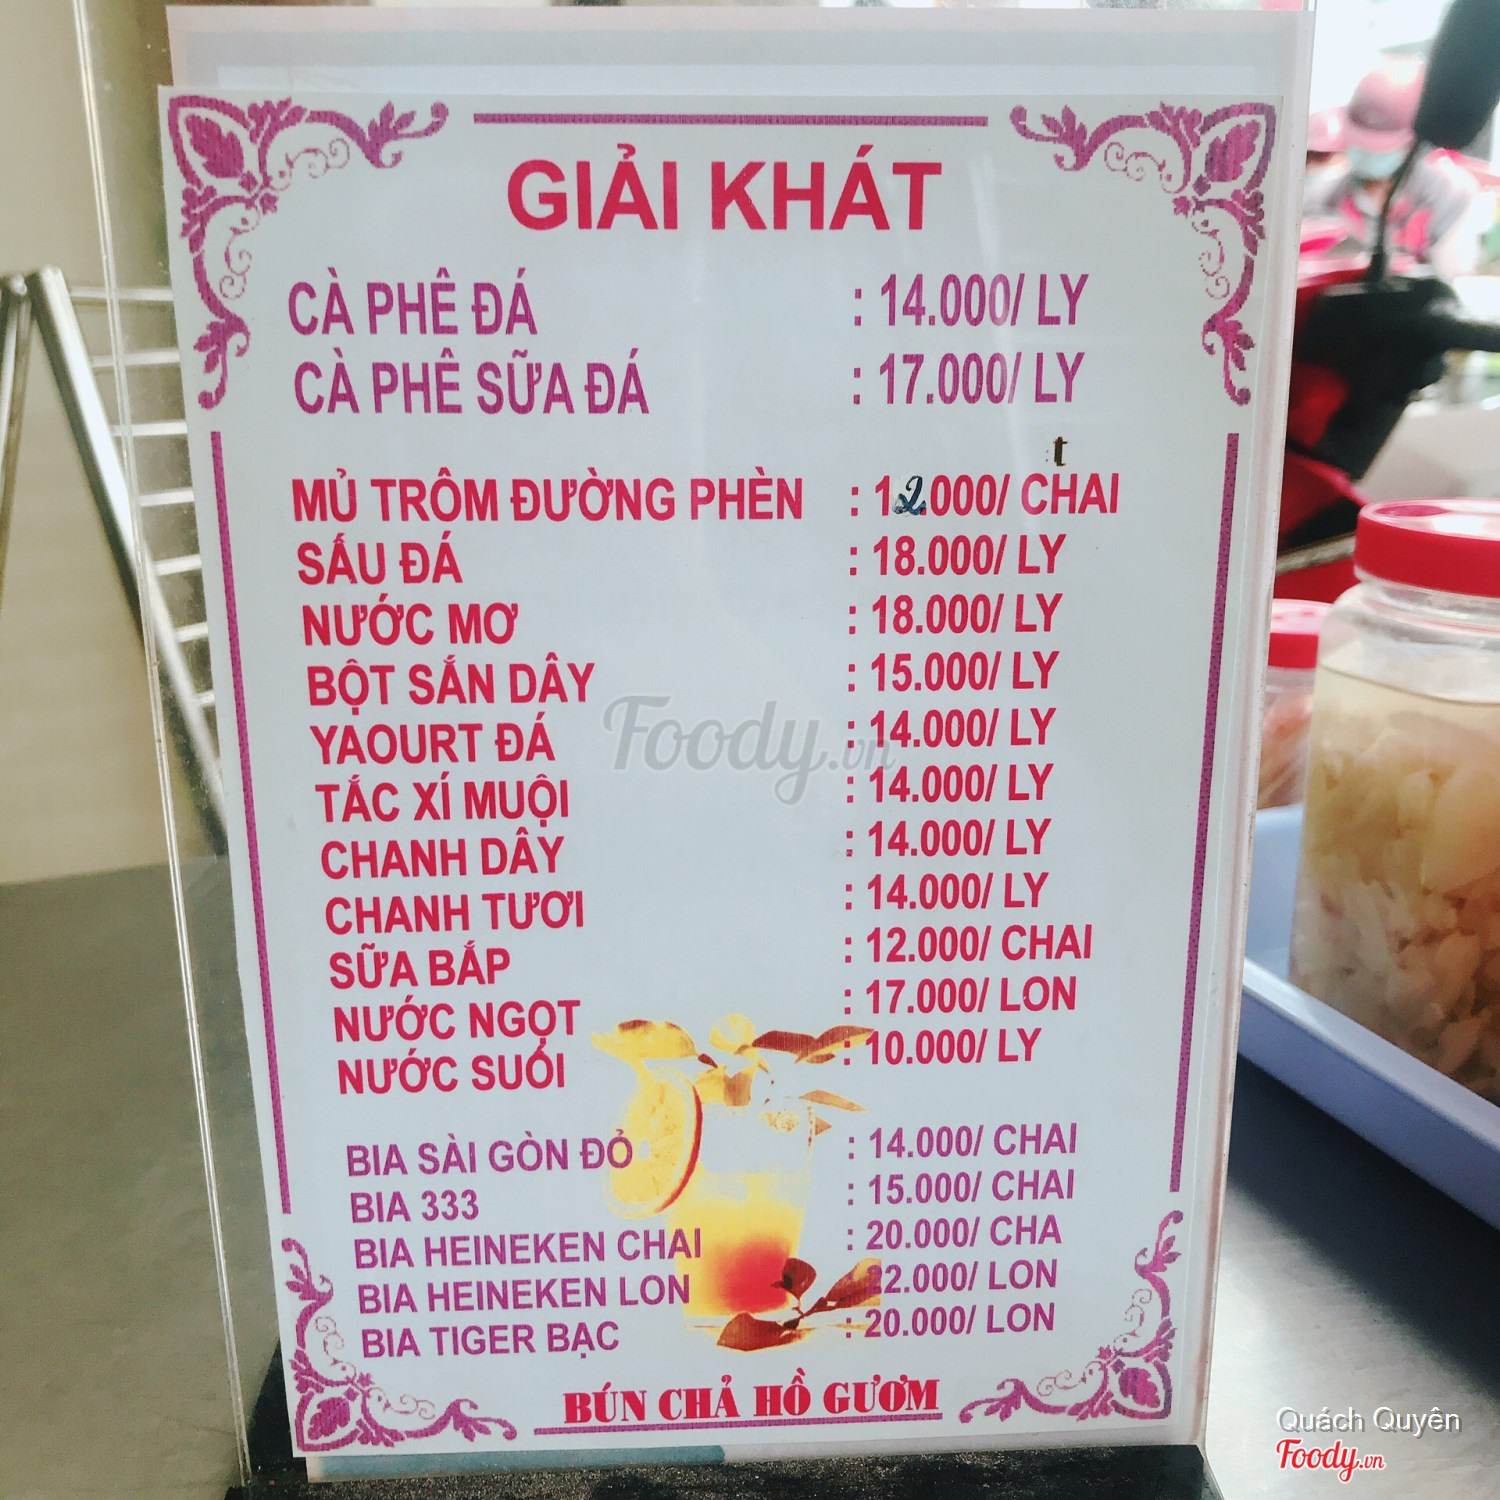 GIẢI KHÁT
CÀ PHÊ ĐÁ : 14.000/ LY
CÀ PHÊ SỮA ĐÁ : 17.000/ LY
t
MỦ TRÔM ĐƯỜNG PHÈN : 12.000/ CHAI
SẤU ĐÁ : 18.000/ LY
NƯỚC MƠ : 18.000/ LY
BỘT SẮN DÂY : 15.000/ LY
YAOURT ĐÁ : 14.000/ LY
TẮC XÍ MUỘI : 14.000/ LY
CHANH DÂY : 14.000/ LY
CHANH TƯƠI : 14.000/ LY
SỮA BẮP : 12.000/ CHAI
NƯỚC NGỌT : 17.000/ LON
NƯỚC SUỐI : 10.000/ LY
BIA SÀI GÒN ĐỎ : 14.000/ CHAI
BIA 333 : 15.000/ CHAI
BIA HEINEKEN CHAI : 20.000/ CHA
BIA HEINEKEN LON : 22.000/ LON
BIA TIGER BẠC : 20.000/ LON
BÚN CHẢ HỒ GƯƠM
Foody.vn
Quách Quyên
Foody.vn